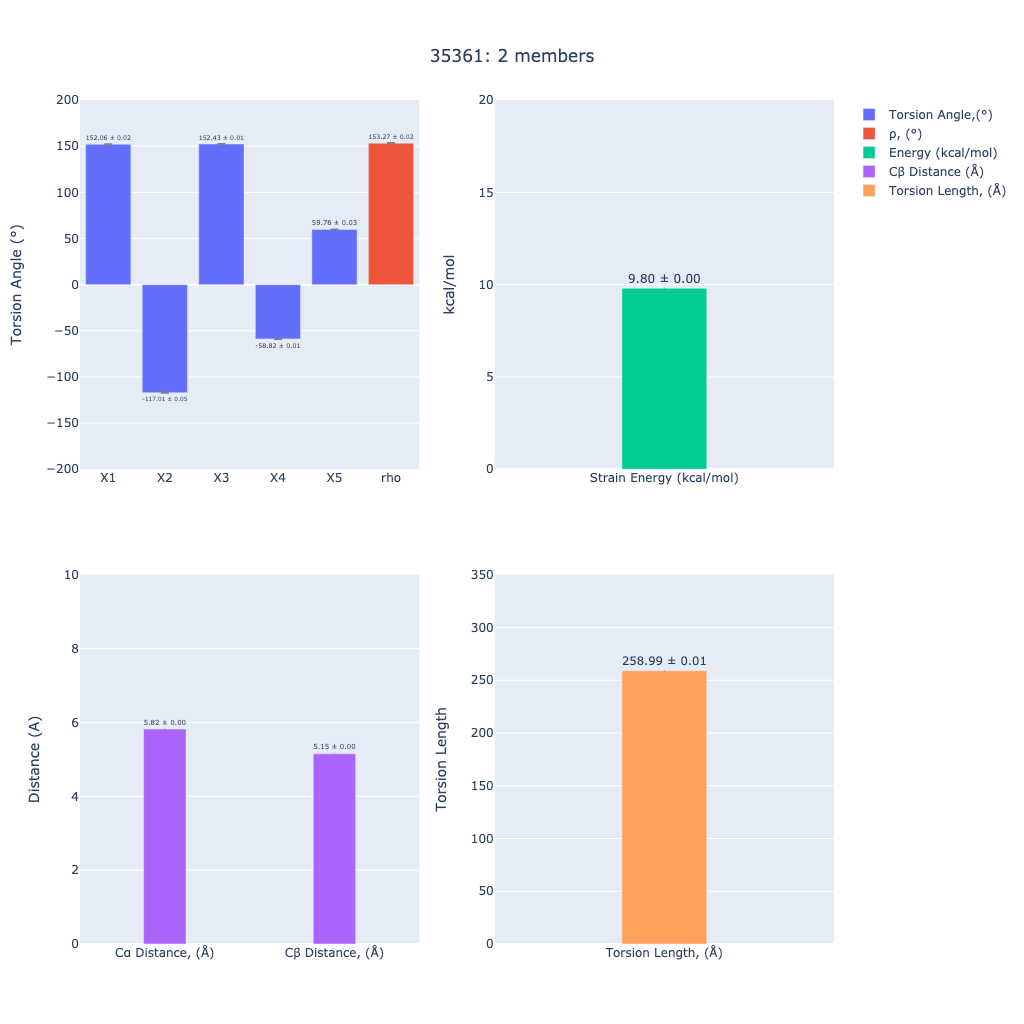 35361: 2 members
Torsion Angle (°)
200
150
100
50
0
−50
−100
−150
−200
152.06 ± 0.02
-117.01 ± 0.05
152.43 ± 0.01
-58.82 ± 0.01
59.76 ± 0.03
153.27 ± 0.02
X1
X2
X3
X4
X5
rho
kcal/mol
20
15
10
5
0
9.80 ± 0.00
Strain Energy (kcal/mol)
Torsion Angle,(°)
ρ, (°)
Energy (kcal/mol)
Cβ Distance (Å)
Torsion Length, (Å)
Distance (A)
10
8
6
4
2
0
5.82 ± 0.00
5.15 ± 0.00
Cα Distance, (Å)
Cβ Distance, (Å)
Torsion Length
350
300
250
200
150
100
50
0
258.99 ± 0.01
Torsion Length, (Å)